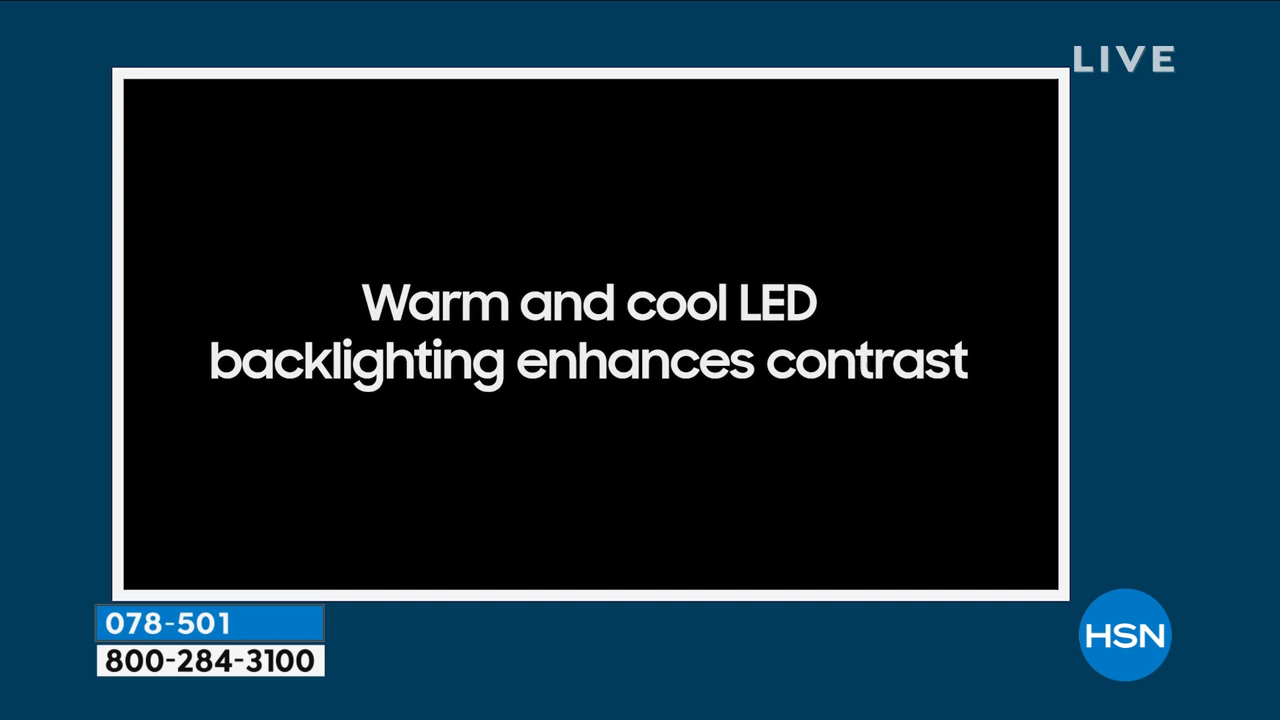 LIVE
Warm and cool LED
backlighting enhances contrast
078-501
800-284-3100
HSN